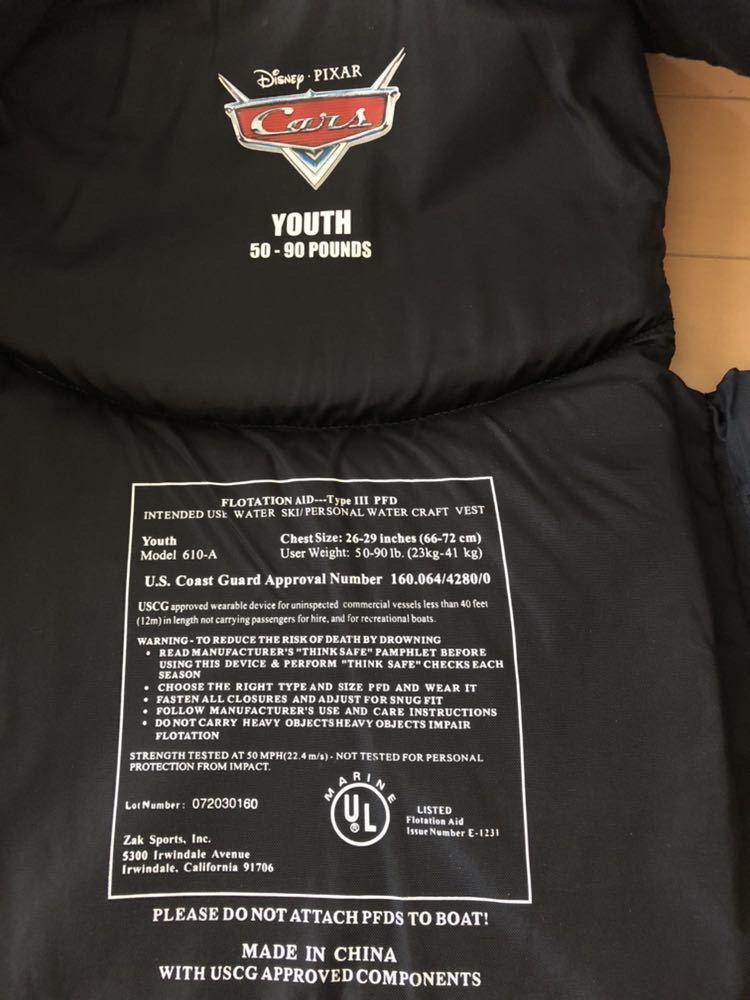 Disney · PIXAR
Cars
YOUTH
50 - 90 POUNDS
FLOTATION AID---Type III PFD
INTENDED USE WATER SKI/PERSONAL WATER CRAFT VEST
Youth Chest Size: 26-29 inches (66-72 cm)
Model 610-A User Weight: 50-90 lb. (23kg-41 kg)
U.S. Coast Guard Approval Number 160.064/4280/0
USCG approved wearable device for uninspected commercial vessels less than 40 feet
(12m) in length not carrying passengers for hire, and for recreational boats.
WARNING - TO REDUCE THE RISK OF DEATH BY DROWNING
• READ MANUFACTURER'S "THINK SAFE" PAMPHLET BEFORE
USING THIS DEVICE & PERFORM "THINK SAFE" CHECKS EACH
SEASON
• CHOOSE THE RIGHT TYPE AND SIZE PFD AND WEAR IT
• FASTEN ALL CLOSURES AND ADJUST FOR SNUG FIT
• FOLLOW MANUFACTURER'S USE AND CARE INSTRUCTIONS
• DO NOT CARRY HEAVY OBJECTS HEAVY OBJECTS IMPAIR
FLOTATION
STRENGTH TESTED AT 50 MPH(22.4 m/s) - NOT TESTED FOR PERSONAL
PROTECTION FROM IMPACT.
Lot Number: 072030160
MARINE
UL ®
LISTED
Flotation Aid
Issue Number E-1231
Zak Sports, Inc.
5300 Irwindale Avenue
Irwindale, California 91706
PLEASE DO NOT ATTACH PFDS TO BOAT!
MADE IN CHINA
WITH USCG APPROVED COMPONENTS